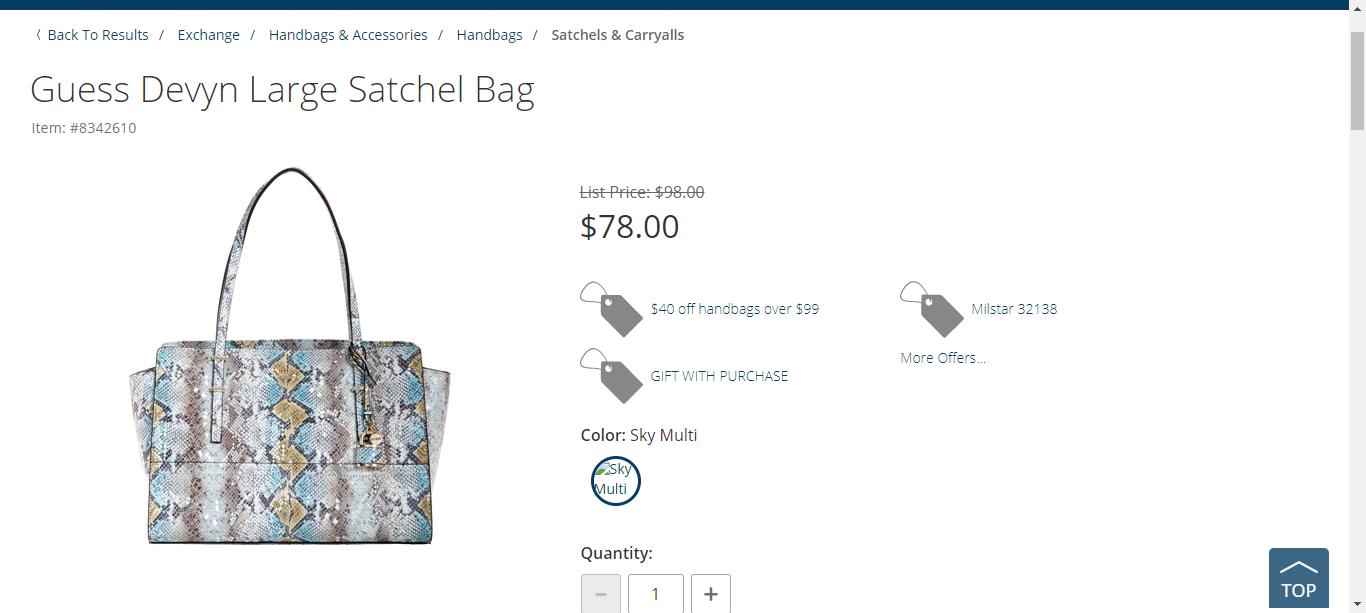 〈 Back To Results / Exchange / Handbags & Accessories / Handbags / Satchels & Carryalls
Guess Devyn Large Satchel Bag
Item: #8342610
List Price: $98.00
$78.00
$40 off handbags over $99
Milstar 32138
More Offers...
GIFT WITH PURCHASE
Color: Sky Multi
Sky
Multi
Quantity:
− 1 +
TOP